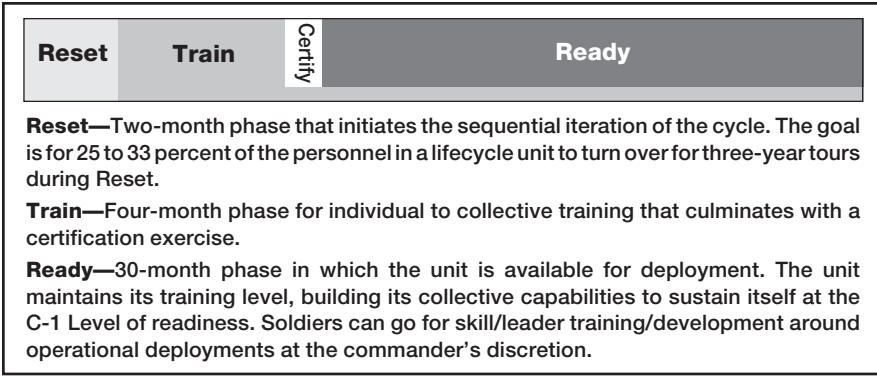 Reset
Train
Certify
Ready
Reset—Two-month phase that initiates the sequential iteration of the cycle. The goal
is for 25 to 33 percent of the personnel in a lifecycle unit to turn over for three-year tours
during Reset.
Train—Four-month phase for individual to collective training that culminates with a
certification exercise.
Ready—30-month phase in which the unit is available for deployment. The unit
maintains its training level, building its collective capabilities to sustain itself at the
C-1 Level of readiness. Soldiers can go for skill/leader training/development around
operational deployments at the commander's discretion.